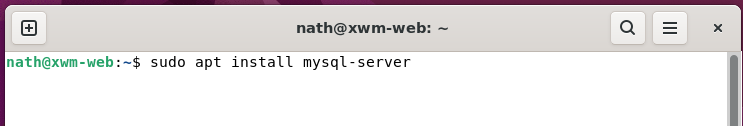 nath@xwm-web: ~
nath@xwm-web:~$ sudo apt install mysql-server